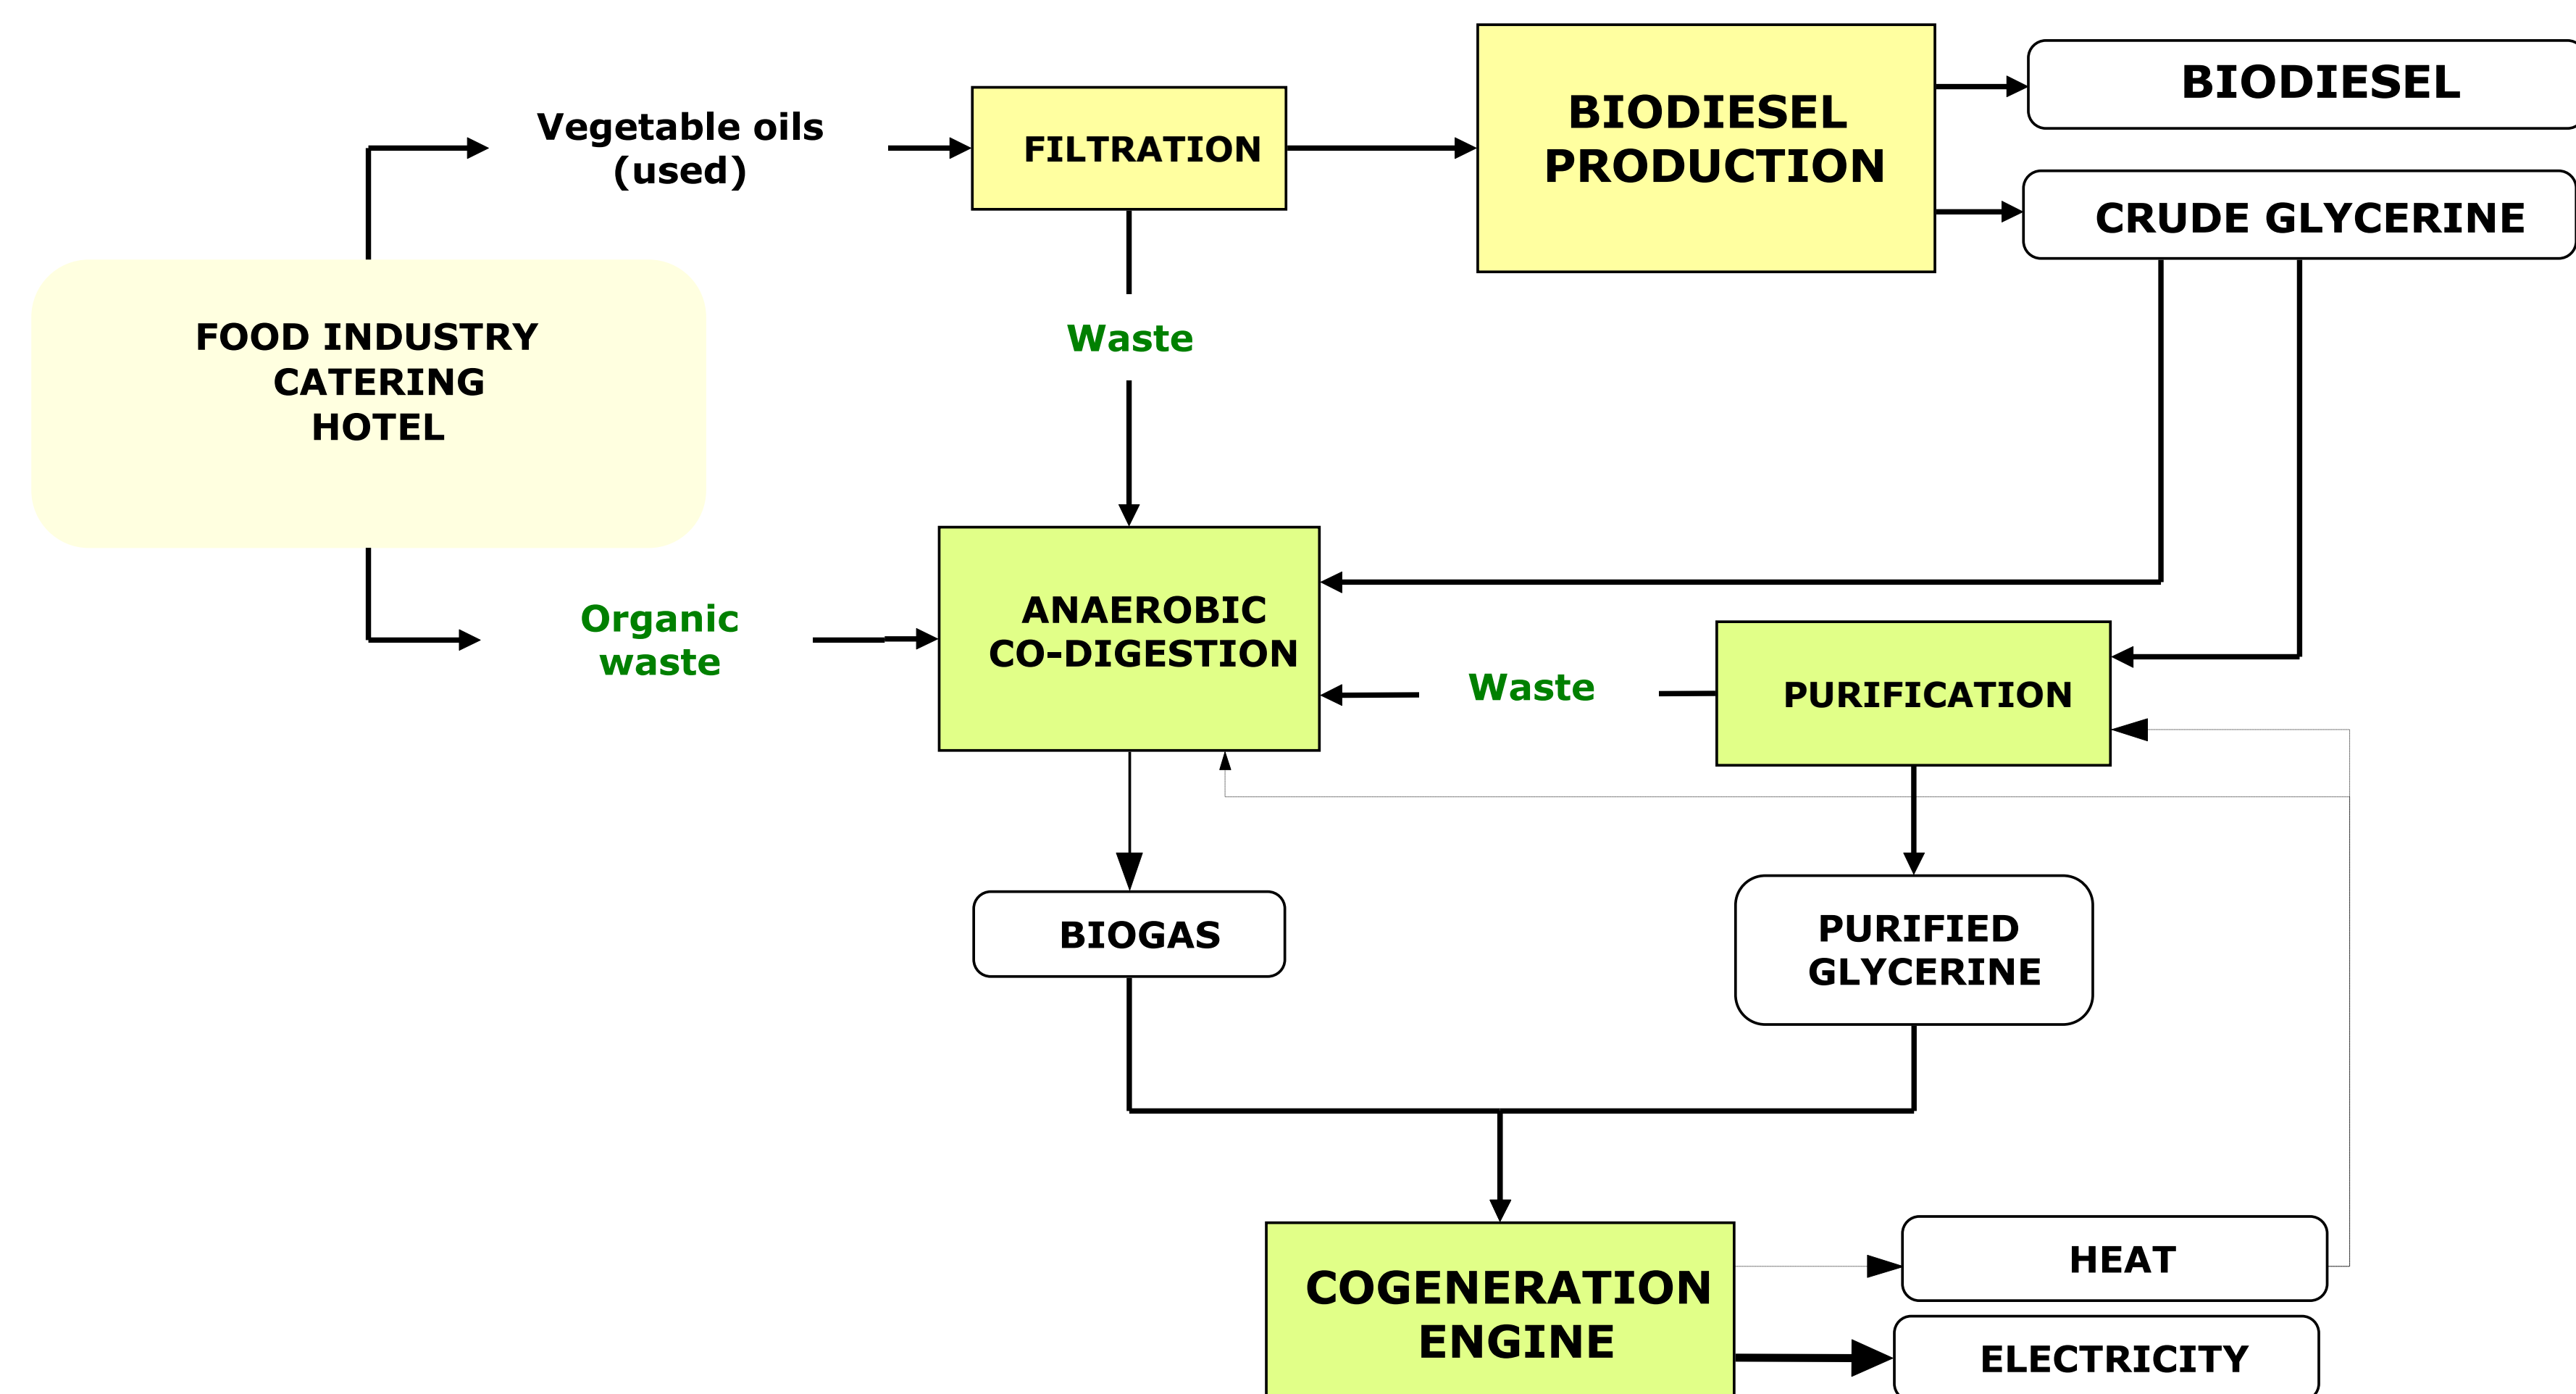 BIODIESEL
PRODUCTION
BIODIESEL
Vegetable oils
(used)
FILTRATION
CRUDE GLYCERINE
FOOD INDUSTRY
CATERING
HOTEL
Waste
Organic
waste
ANAEROBIC
CO-DIGESTION
Waste
PURIFICATION
BIOGAS
PURIFIED
GLYCERINE
COGENERATION
ENGINE
HEAT
ELECTRICITY